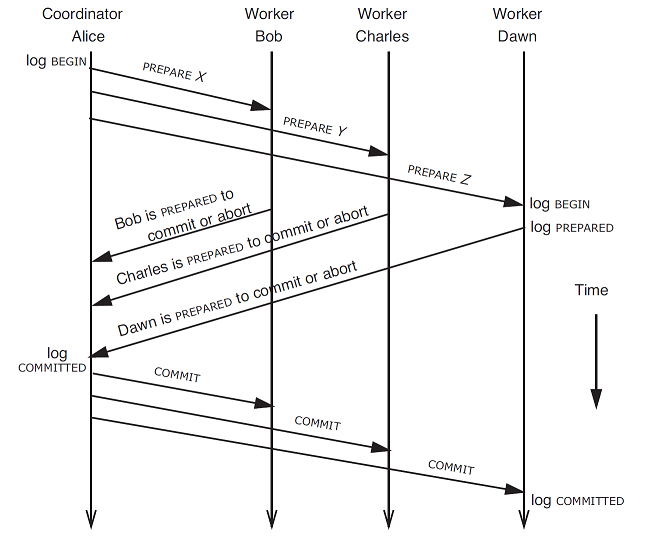 Coordinator
Alice
Worker
Bob
Worker
Charles
Worker
Dawn
log BEGIN
PREPARE X
PREPARE Y
PREPARE Z
log BEGIN
log PREPARED
Bob is PREPARED to
commit or abort
Charles is PREPARED to commit or abort
Dawn is PREPARED to commit or abort
Time
log
COMMITTED
COMMIT
COMMIT
COMMIT
log COMMITTED